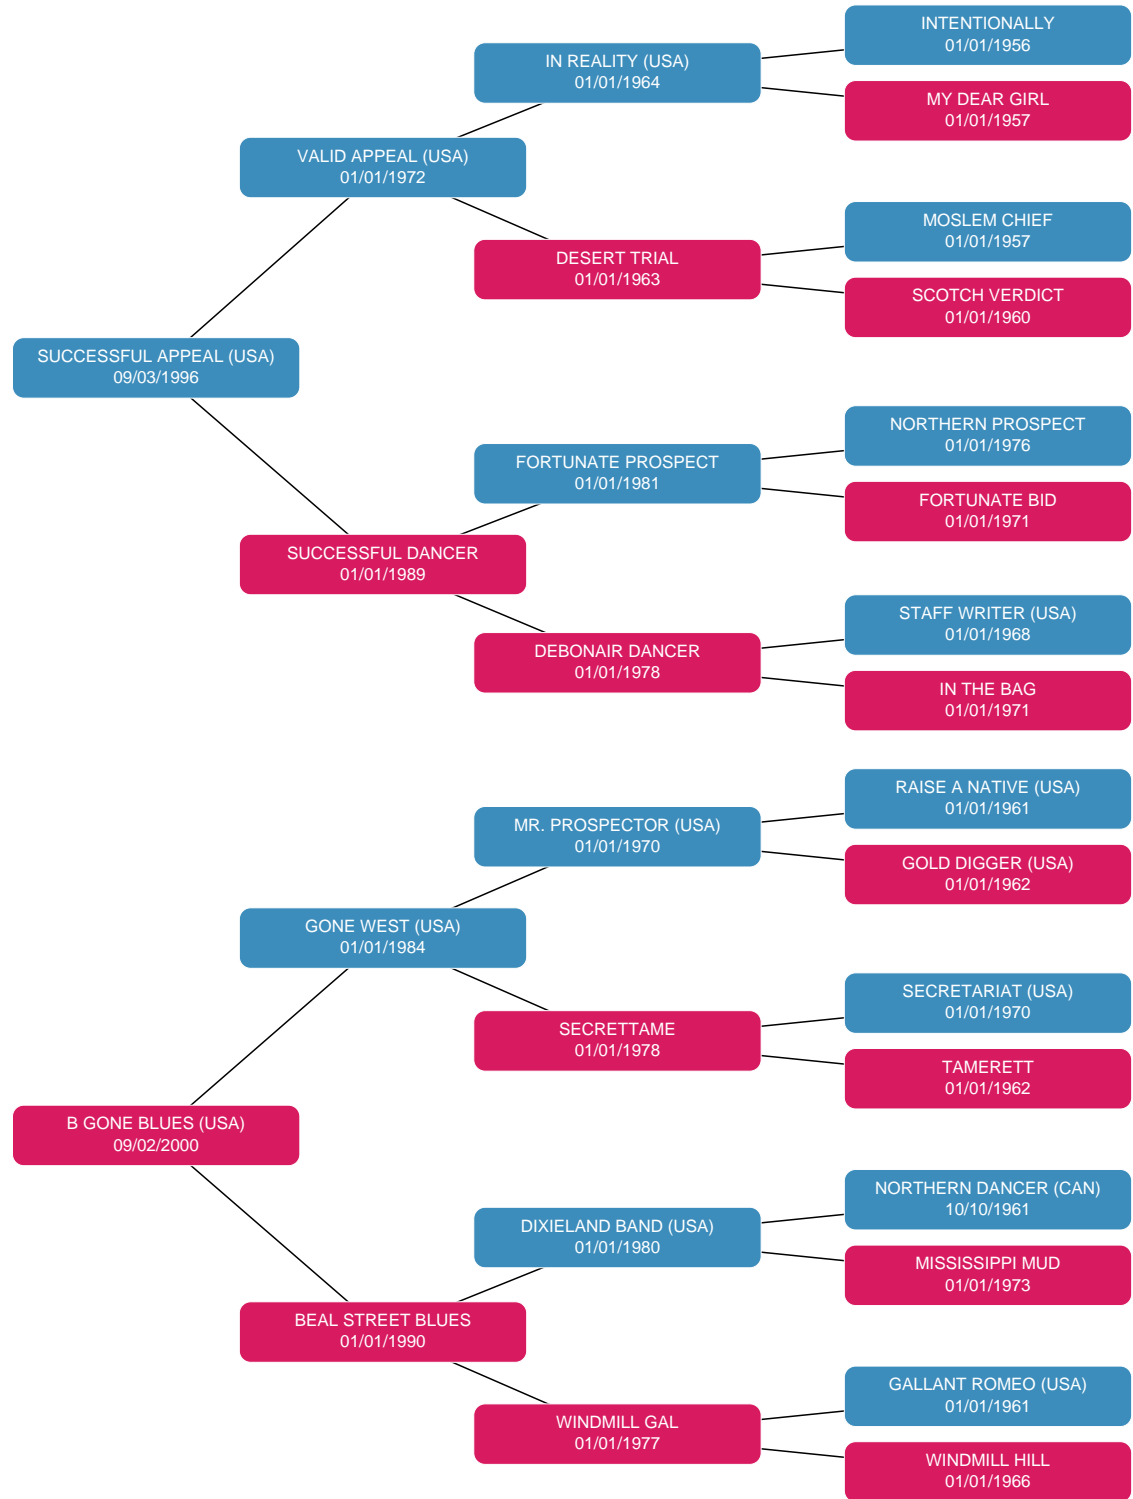 INTENTIONALLY
01/01/1956
IN REALITY (USA)
01/01/1964
MY DEAR GIRL
01/01/1957
VALID APPEAL (USA)
01/01/1972
MOSLEM CHIEF
01/01/1957
DESERT TRIAL
01/01/1963
SCOTCH VERDICT
01/01/1960
SUCCESSFUL APPEAL (USA)
09/03/1996
NORTHERN PROSPECT
01/01/1976
FORTUNATE PROSPECT
01/01/1981
FORTUNATE BID
01/01/1971
SUCCESSFUL DANCER
01/01/1989
STAFF WRITER (USA)
01/01/1968
DEBONAIR DANCER
01/01/1978
IN THE BAG
01/01/1971
RAISE A NATIVE (USA)
01/01/1961
MR. PROSPECTOR (USA)
01/01/1970
GOLD DIGGER (USA)
01/01/1962
GONE WEST (USA)
01/01/1984
SECRETARIAT (USA)
01/01/1970
SECRETTAME
01/01/1978
TAMERETT
01/01/1962
B GONE BLUES (USA)
09/02/2000
NORTHERN DANCER (CAN)
10/10/1961
DIXIELAND BAND (USA)
01/01/1980
MISSISSIPPI MUD
01/01/1973
BEAL STREET BLUES
01/01/1990
GALLANT ROMEO (USA)
01/01/1961
WINDMILL GAL
01/01/1977
WINDMILL HILL
01/01/1966